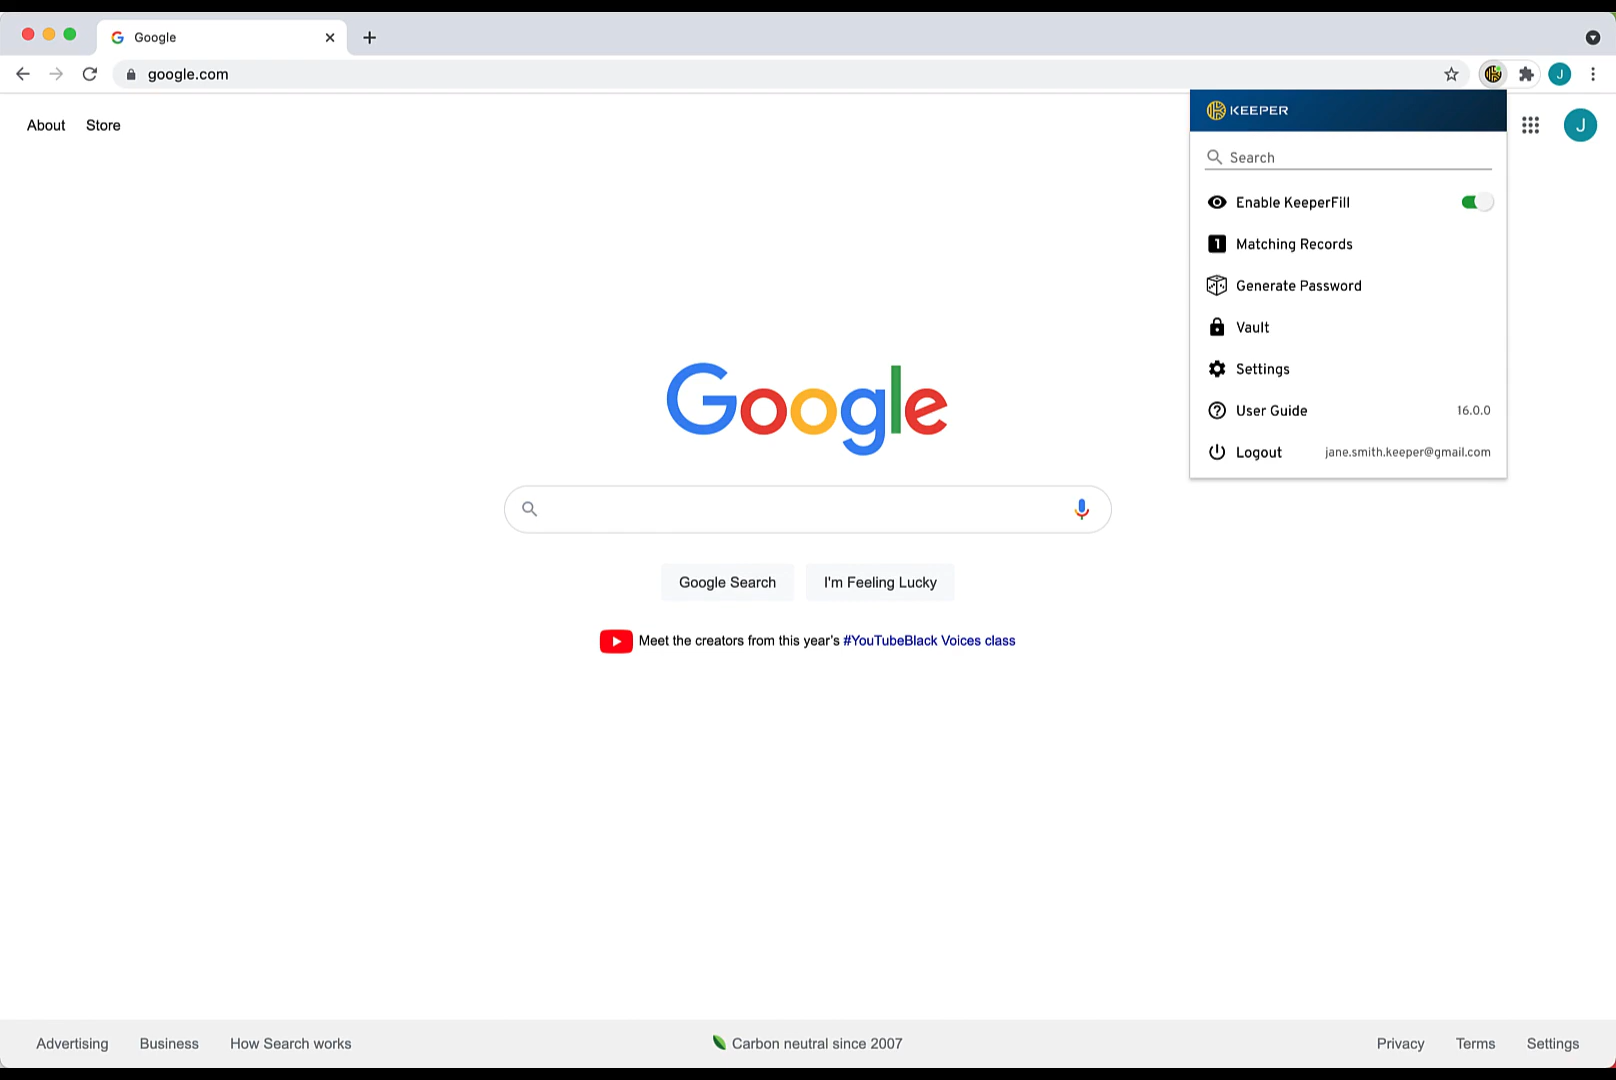 Google
google.com
J
KEEPER
About
Store
J
Search
Enable KeeperFill
1 Matching Records
Generate Password
Vault
Settings
User Guide 16.0.0
Logout jane.smith.keeper@gmail.com
Google
Google Search
I'm Feeling Lucky
Meet the creators from this year's #YouTubeBlack Voices class
Advertising
Business
How Search works
Carbon neutral since 2007
Privacy
Terms
Settings